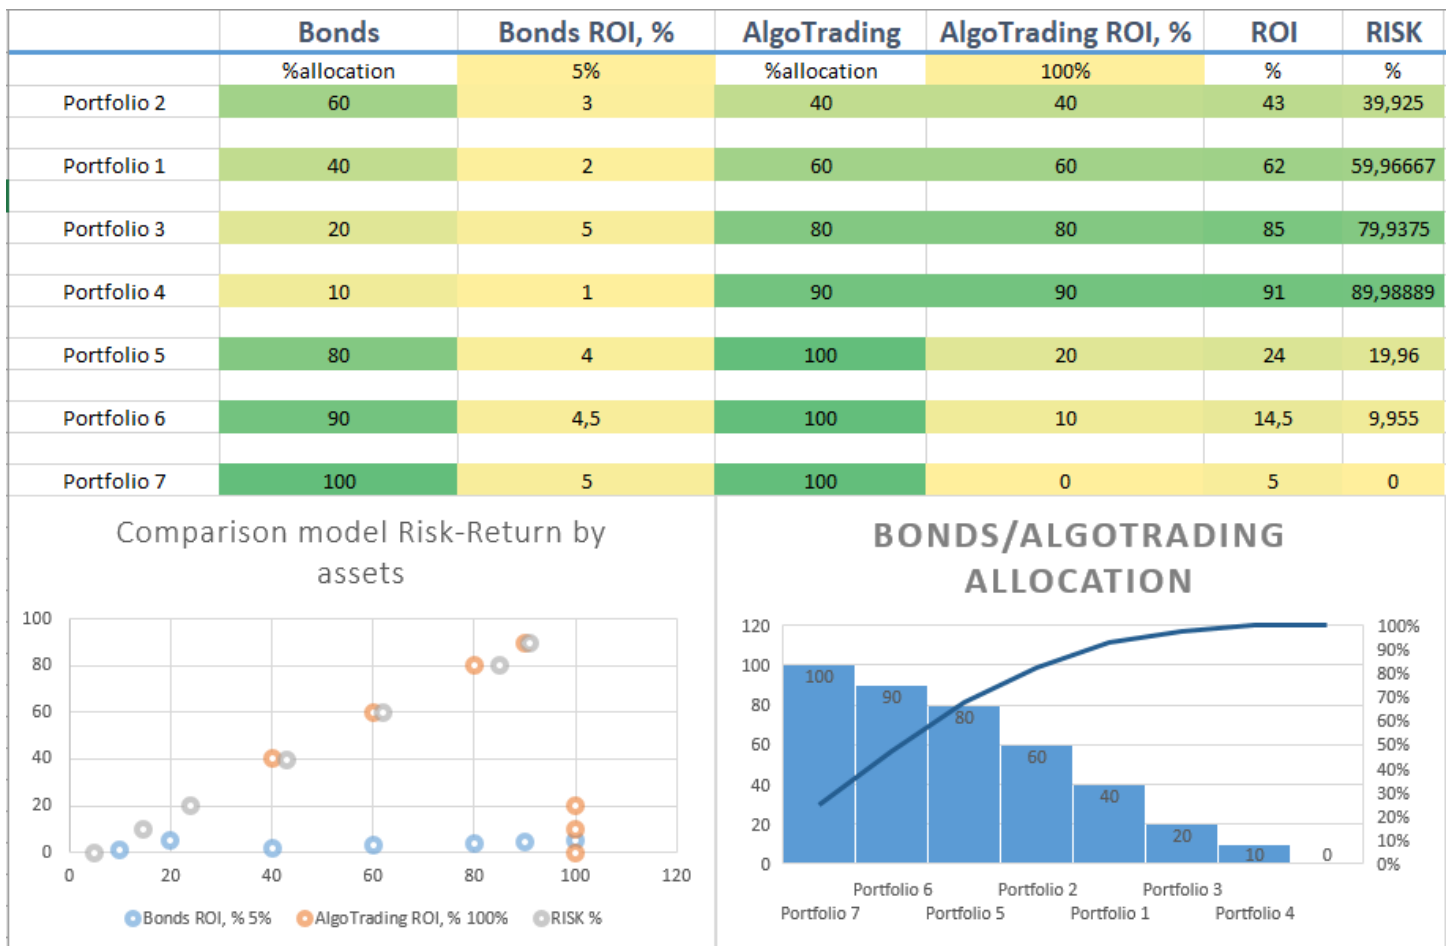 Bonds Bonds ROI, % AlgoTrading AlgoTrading ROI, % ROI RISK
%allocation 5% %allocation 100% % %
Portfolio 2 60 3 40 40 43 39,925
Portfolio 1 40 2 60 60 62 59,96667
Portfolio 3 20 5 80 80 85 79,9375
Portfolio 4 10 1 90 90 91 89,98889
Portfolio 5 80 4 100 20 24 19,96
Portfolio 6 90 4,5 100 10 14,5 9,955
Portfolio 7 100 5 100 0 5 0
Comparison model Risk-Return by
assets
100
80
60
40
20
0
0 20 40 60 80 100 120
Bonds ROI, % 5% AlgoTrading ROI, % 100% RISK %
BONDS/ALGOTRADING
ALLOCATION
120
100
80
60
40
20
0
100 90 80 60 40 20 10 0
100%
90%
80%
70%
60%
50%
40%
30%
20%
10%
0%
Portfolio 6 Portfolio 2 Portfolio 3
Portfolio 7 Portfolio 5 Portfolio 1 Portfolio 4